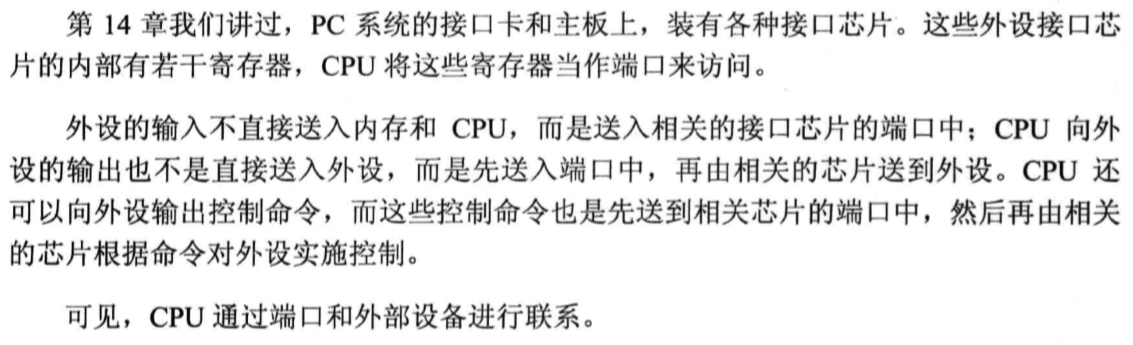 第 14 章我们讲过，PC 系统的接口卡和主板上，装有各种接口芯片。这些外设接口芯
片的内部有若干寄存器，CPU 将这些寄存器当作端口来访问。
外设的输入不直接送入内存和 CPU，而是送入相关的接口芯片的端口中；CPU 向外
设的输出也不是直接送入外设，而是先送入端口中，再由相关的芯片送到外设。CPU 还
可以向外设输出控制命令，而这些控制命令也是先送到相关芯片的端口中，然后再由相关
的芯片根据命令对外设实施控制。
可见，CPU 通过端口和外部设备进行联系。